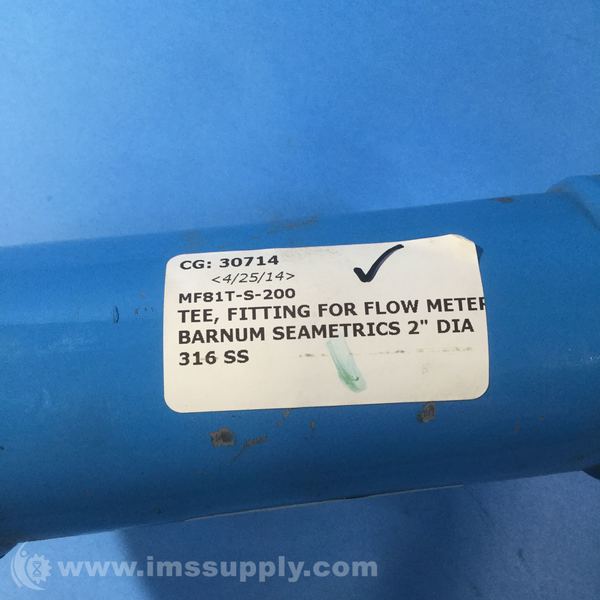 CG: 30714
<4/25/14>
MF81T-S-200
TEE, FITTING FOR FLOW METER
BARNUM SEAMETRICS 2" DIA
316 SS
www.imssupply.com